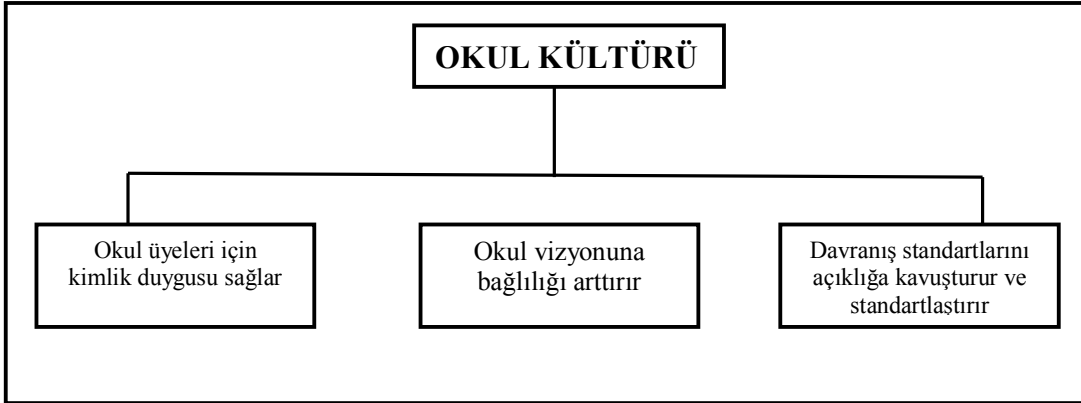 OKUL KÜLTÜRÜ
Okul üyeleri için
kimlik duygusu sağlar
Okul vizyonuna
bağlılığı arttırır
Davranış standartlarını
açıklığa kavuşturur ve
standartlaştırır